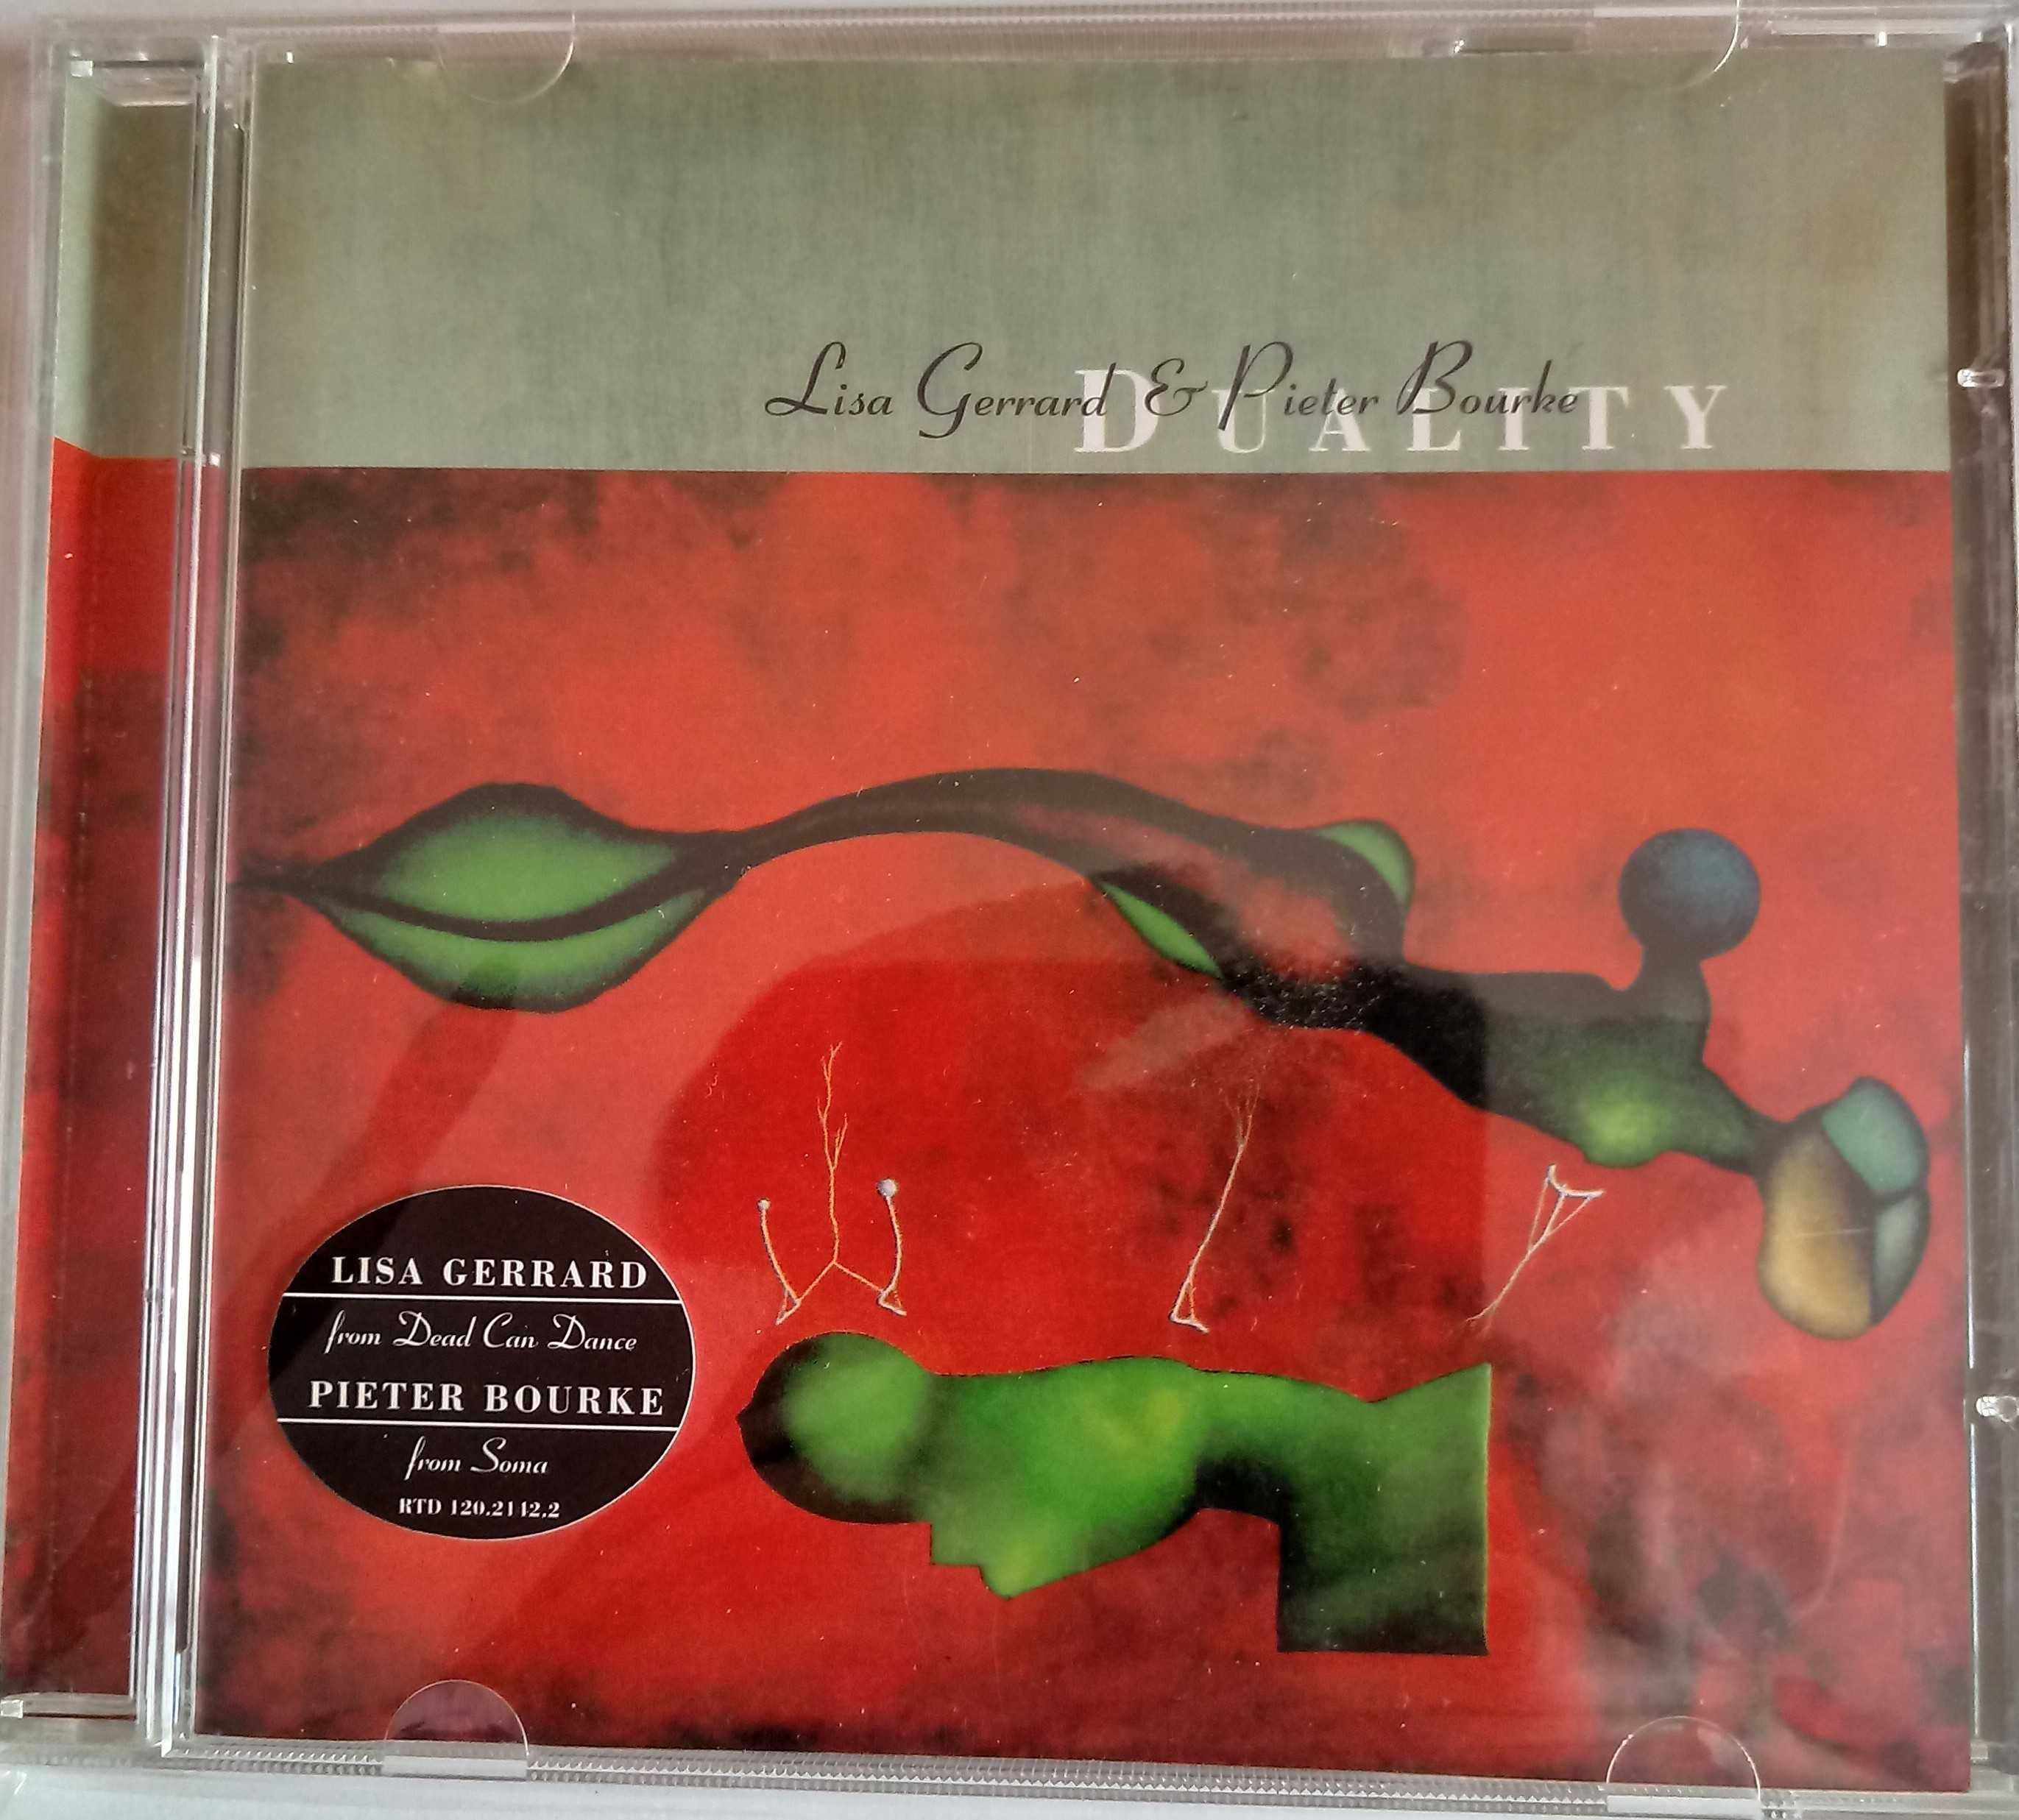 Lisa Gerrard & Pieter Bourke
DUALITY
LISA GERRARD
from Dead Can Dance
PIETER BOURKE
from Soma
RTD 120.2142.2